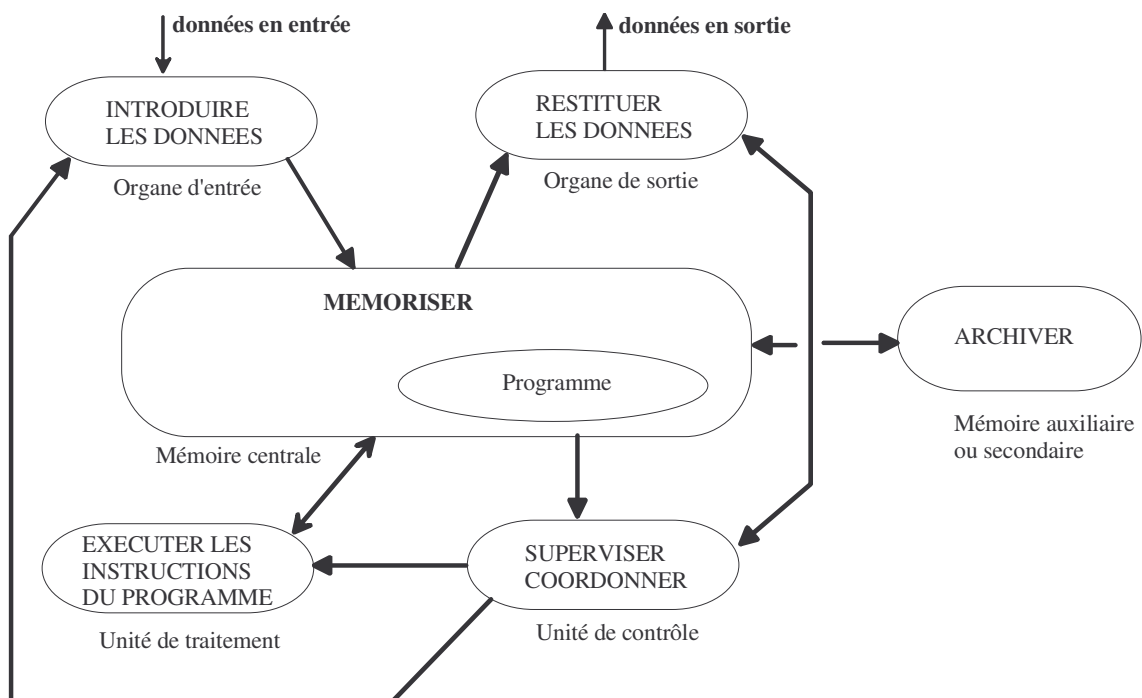 données en entrée
données en sortie
INTRODUIRE
LES DONNEES
RESTITUER
LES DONNEES
Organe d'entrée
Organe de sortie
MEMORISER
ARCHIVER
Programme
Mémoire auxiliaire
ou secondaire
Mémoire centrale
EXECUTER LES
INSTRUCTIONS
DU PROGRAMME
SUPERVISER
COORDONNER
Unité de traitement
Unité de contrôle